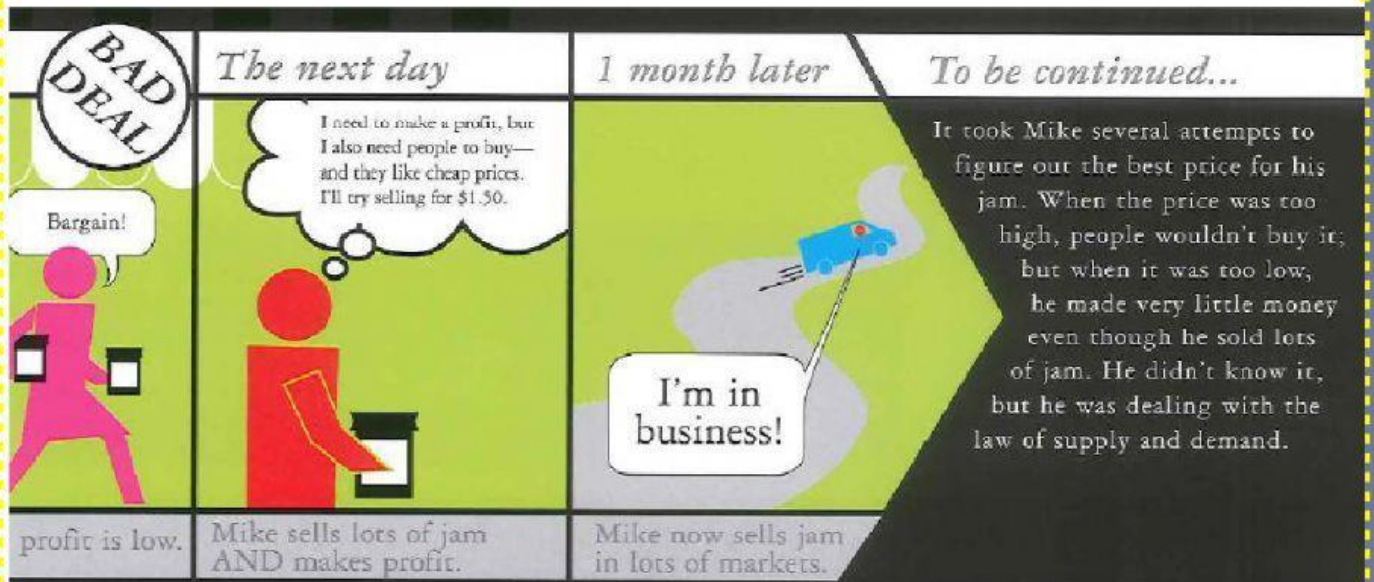 BAD
DEAL
Bargain!
profit is low.
The next day
I need to make a profit, but
I also need people to buy—
and they like cheap prices.
I'll try selling for $1.50.
Mike sells lots of jam
AND makes profit.
1 month later
I'm in
business!
Mike now sells jam
in lots of markets.
To be continued...
It took Mike several attempts to
figure out the best price for his
jam. When the price was too
high, people wouldn't buy it;
but when it was too low,
he made very little money
even though he sold lots
of jam. He didn't know it,
but he was dealing with the
law of supply and demand.